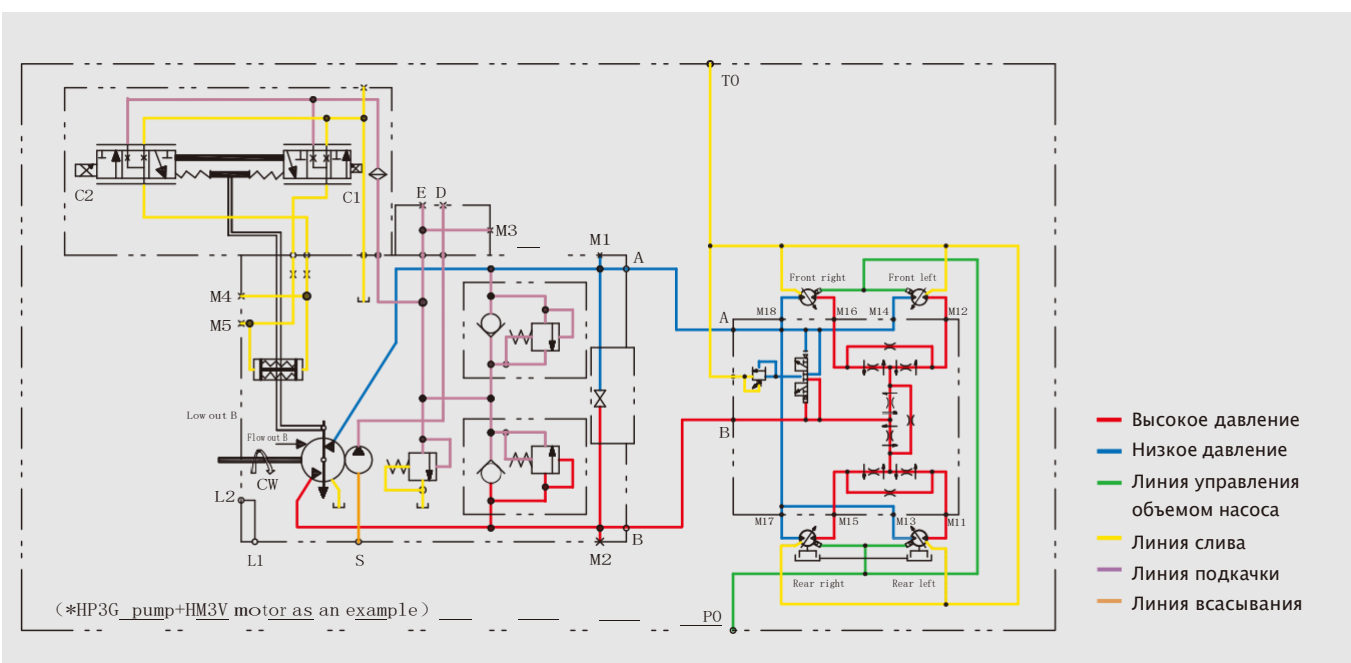 T0
C2
C1
E D
M3
M1
A
M4
M5
Low out B
Flow out B
CW
L2
L1
S
M2
B
Front right
Front left
M18
M16
M14
M12
A
B
M17
M15
M13
M11
Rear right
Rear left
P0
(*HP3G pump+HM3V motor as an example)
Высокое давление
Низкое давление
Линия управления
объемом насоса
Линия слива
Линия подкачки
Линия всасывания